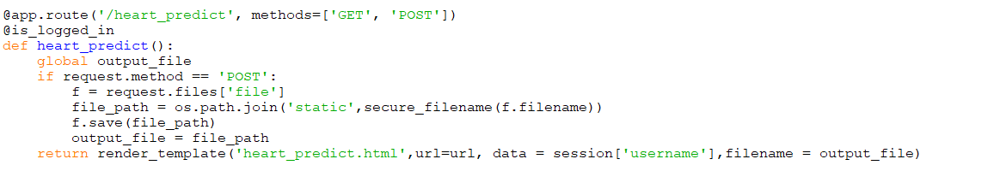 @app.route('/heart_predict', methods=['GET', 'POST'])
@is_logged_in
def heart_predict():
    global output_file
    if request.method == 'POST':
        f = request.files['file']
        file_path = os.path.join('static',secure_filename(f.filename))
        f.save(file_path)
        output_file = file_path
    return render_template('heart_predict.html',url=url, data = session['username'],filename = output_file)